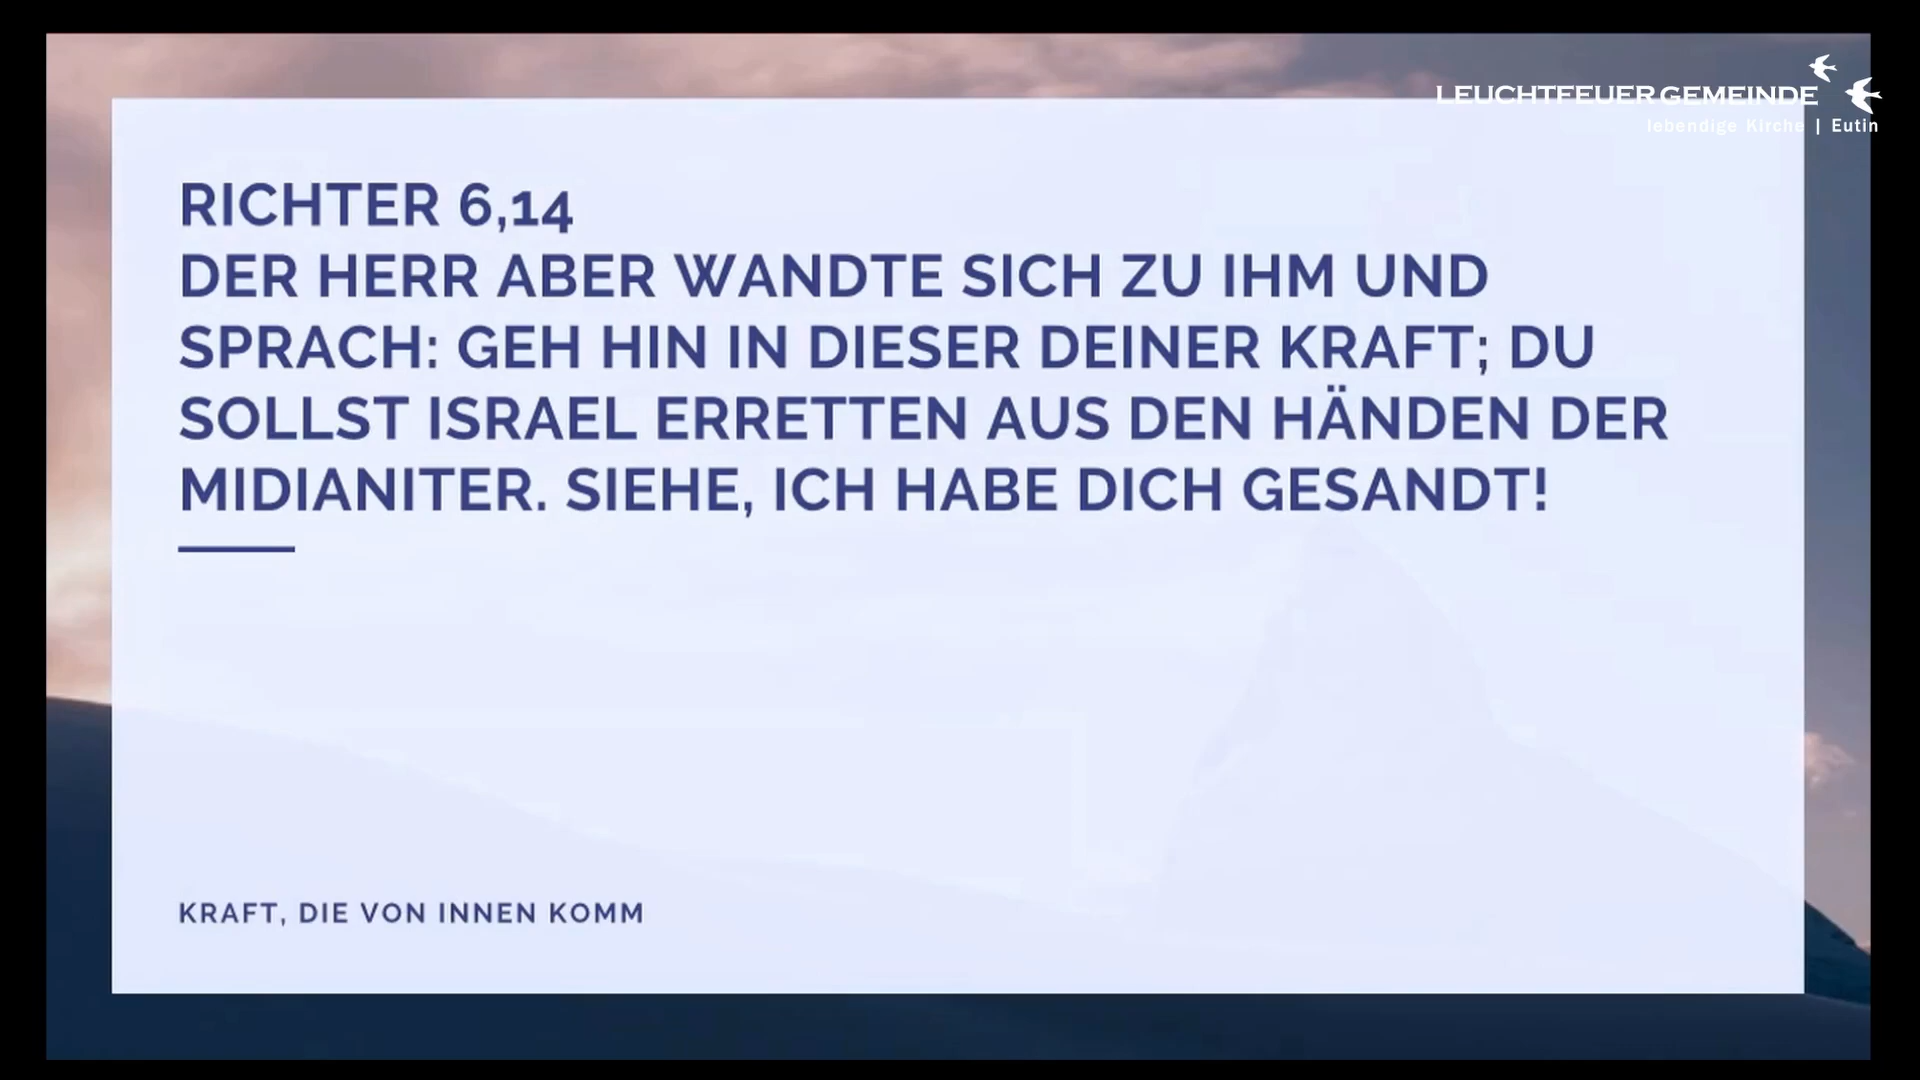 LEUCHTFEUER GEMEINDE
lebendige Kirche | Eutin
RICHTER 6,14
DER HERR ABER WANDTE SICH ZU IHM UND
SPRACH: GEH HIN IN DIESER DEINER KRAFT; DU
SOLLST ISRAEL ERRETTEN AUS DEN HÄNDEN DER
MIDIANITER. SIEHE, ICH HABE DICH GESANDT!
KRAFT, DIE VON INNEN KOMM